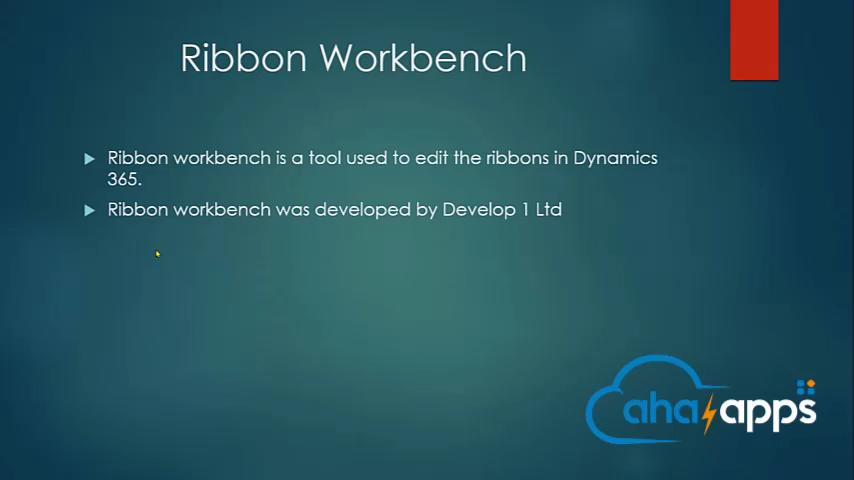 Ribbon Workbench
Ribbon workbench is a tool used to edit the ribbons in Dynamics
365.
Ribbon workbench was developed by Develop 1 Ltd
aha apps